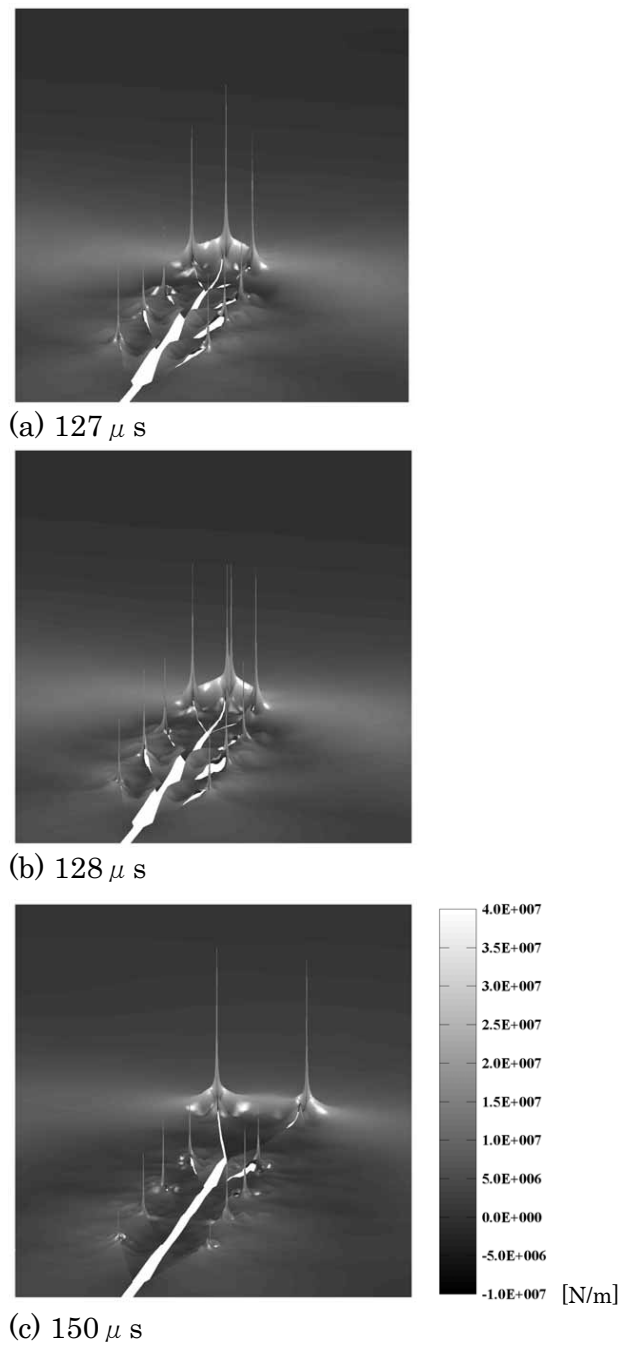 (a) 127 μ s
(b) 128 μ s
4.0E+007
3.5E+007
3.0E+007
2.5E+007
2.0E+007
1.5E+007
1.0E+007
5.0E+006
0.0E+000
-5.0E+006
-1.0E+007
[N/m]
(c) 150 μ s